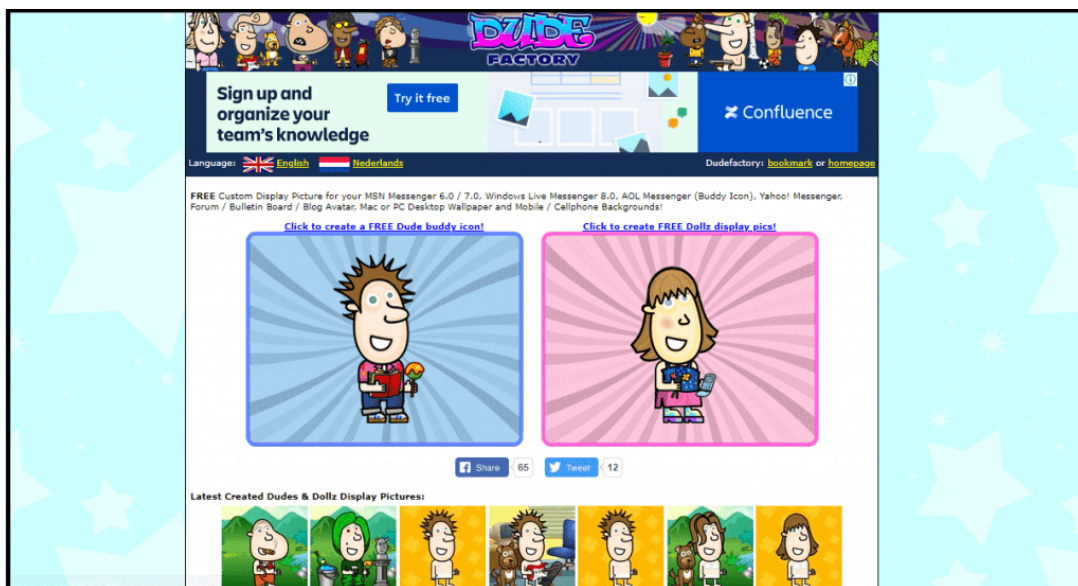 DUDE
FACTORY
Sign up and
organize your
team's knowledge
Try it free
Confluence
Language: English Nederlands
Dudefactory: bookmark or homepage
FREE Custom Display Picture for your MSN Messenger 6.0 / 7.0, Windows Live Messenger 8.0, AOL Messenger (Buddy Icon), Yahoo! Messenger,
Forum / Bulletin Board / Blog Avatar, Mac or PC Desktop Wallpaper and Mobile / Cellphone Backgrounds!
Click to create a FREE Dude buddy icon!
Click to create FREE Dollz display pics!
Share 65
Tweet 12
Latest Created Dudes & Dollz Display Pictures: